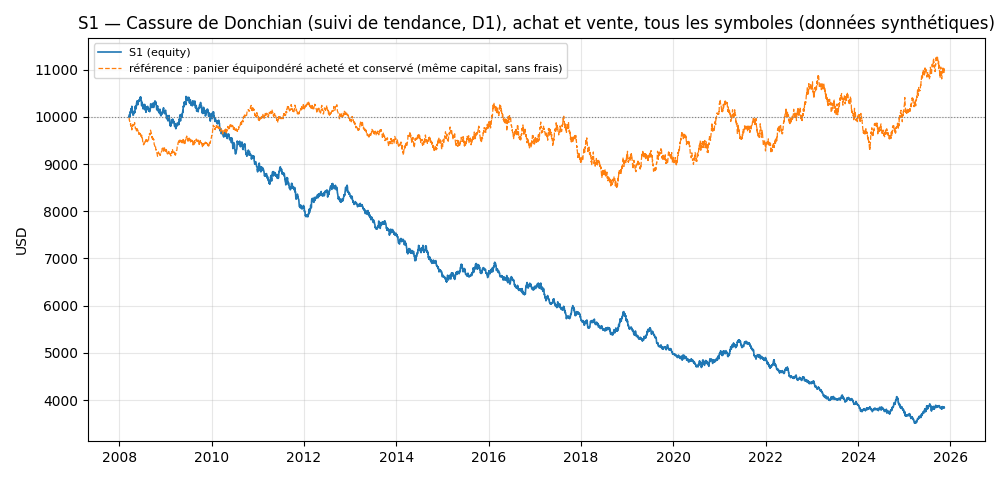 S1 — Cassure de Donchian (suivi de tendance, D1), achat et vente, tous les symboles (données synthétiques)
S1 (equity)
référence : panier équipondéré acheté et conservé (même capital, sans frais)
11000
10000
9000
8000
7000
6000
5000
4000
USD
2008 2010 2012 2014 2016 2018 2020 2022 2024 2026